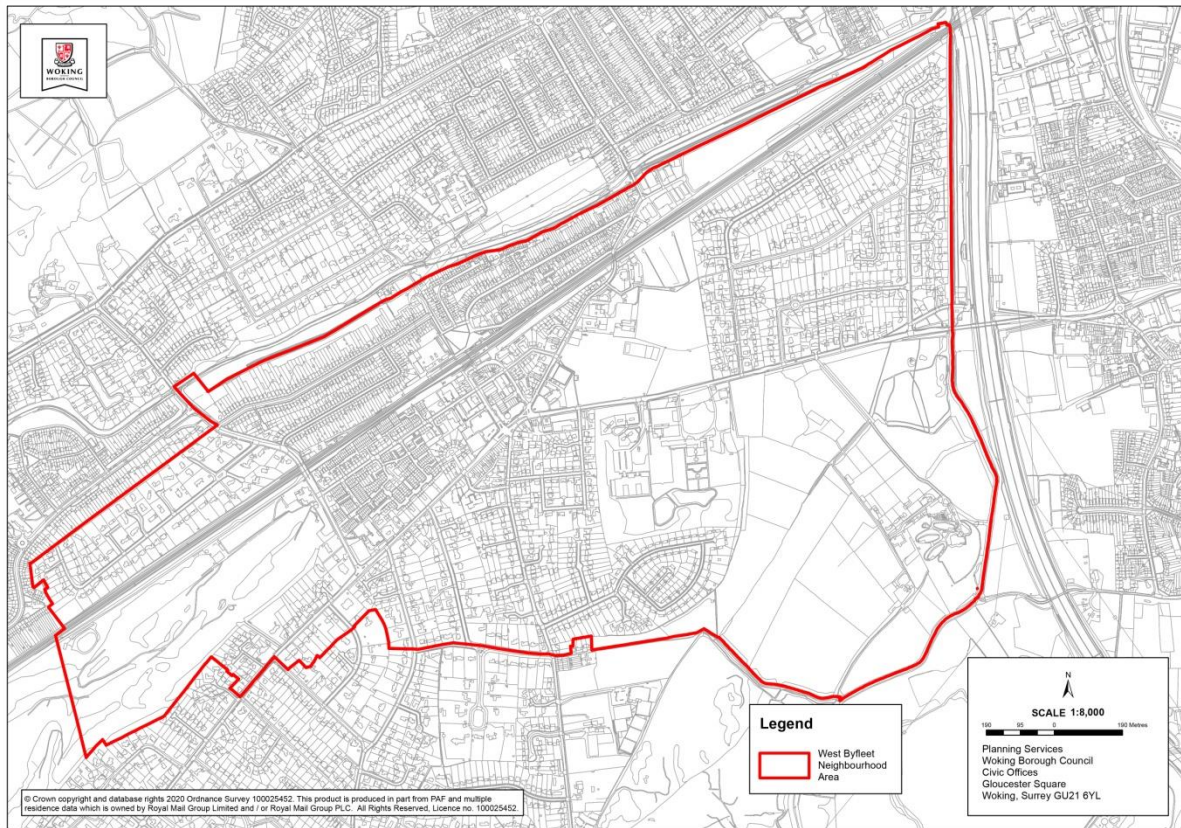 WOKING
BOROUGH COUNCIL
Legend
West Byfleet
Neighbourhood
Area
N
SCALE 1:8,000
190 95 0 190 Metres
Planning Services
Woking Borough Council
Civic Offices
Gloucester Square
Woking, Surrey GU21 6YL
© Crown copyright and database rights 2020 Ordnance Survey 100025452. This product is produced in part from PAF and multiple
residence data which is owned by Royal Mail Group Limited and / or Royal Mail Group PLC. All Rights Reserved, Licence no. 100025452.